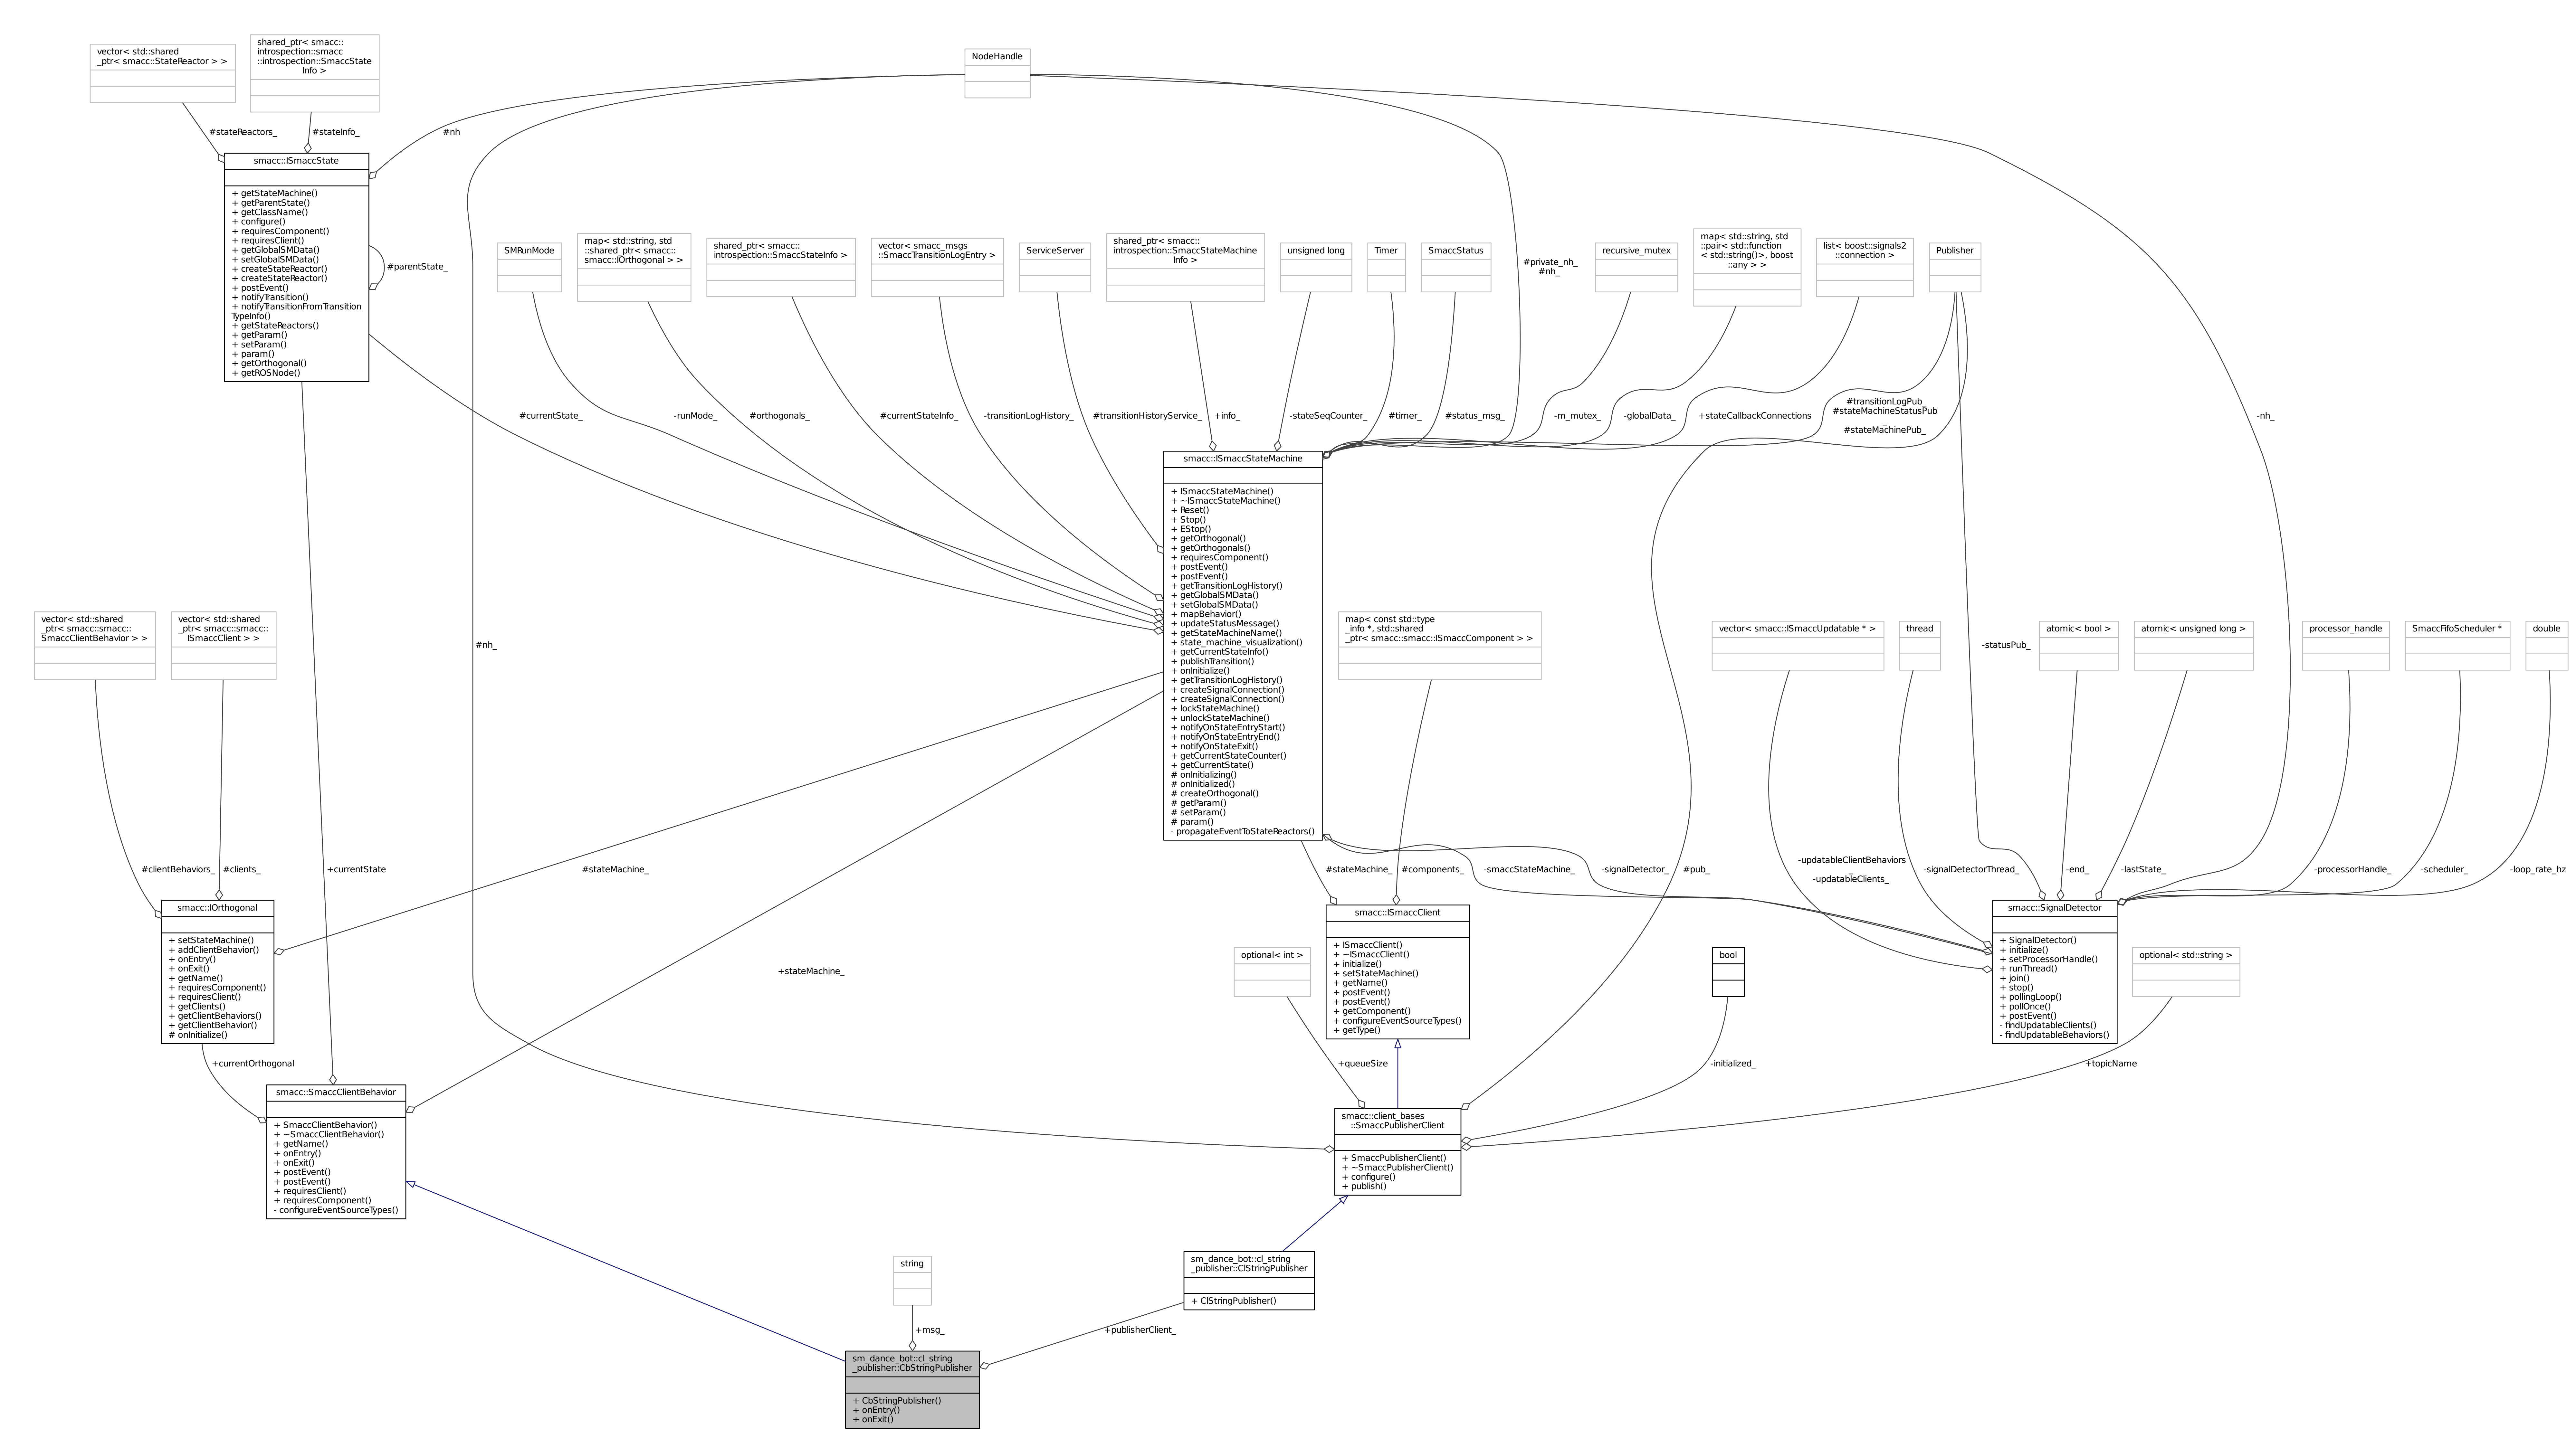 vector< std::shared
_ptr< smacc::StateReactor > >
shared_ptr< smacc::
introspection::smacc
::introspection::SmaccState
Info >
NodeHandle
#stateReactors_
#stateInfo_
#nh
smacc::ISmaccState
+ getStateMachine()
+ getParentState()
+ getClassName()
+ configure()
+ requiresComponent()
+ requiresClient()
+ getGlobalSMData()
+ setGlobalSMData()
+ createStateReactor()
+ createStateReactor()
+ postEvent()
+ notifyTransition()
+ notifyTransitionFromTransition
TypeInfo()
+ getStateReactors()
+ getParam()
+ setParam()
+ param()
+ getOrthogonal()
+ getROSNode()
#parentState_
SMRunMode
map< std::string, std
::shared_ptr< smacc::
smacc::IOrthogonal > >
shared_ptr< smacc::
introspection::SmaccStateInfo >
vector< smacc_msgs
::SmaccTransitionLogEntry >
ServiceServer
shared_ptr< smacc::
introspection::SmaccStateMachine
Info >
unsigned long
Timer
SmaccStatus
#private_nh_
#nh_
recursive_mutex
map< std::string, std
::pair< std::function
< std::string()>, boost
::any > >
list< boost::signals2
::connection >
Publisher
#currentState_
-runMode_
#orthogonals_
#currentStateInfo_
-transitionLogHistory_
#transitionHistoryService_
+info_
-stateSeqCounter_
#timer_
#status_msg_
-m_mutex_
-globalData_
+stateCallbackConnections
#transitionLogPub_
#stateMachineStatusPub
_
#stateMachinePub_
-nh_
smacc::ISmaccStateMachine
+ ISmaccStateMachine()
+ ~ISmaccStateMachine()
+ Reset()
+ Stop()
+ EStop()
+ getOrthogonal()
+ getOrthogonals()
+ requiresComponent()
+ postEvent()
+ postEvent()
+ getTransitionLogHistory()
+ getGlobalSMData()
+ setGlobalSMData()
+ mapBehavior()
+ updateStatusMessage()
+ getStateMachineName()
+ state_machine_visualization()
+ getCurrentStateInfo()
+ publishTransition()
+ onInitialize()
+ getTransitionLogHistory()
+ createSignalConnection()
+ createSignalConnection()
+ lockStateMachine()
+ unlockStateMachine()
+ notifyOnStateEntryStart()
+ notifyOnStateEntryEnd()
+ notifyOnStateExit()
+ getCurrentStateCounter()
+ getCurrentState()
# onInitializing()
# onInitialized()
# createOrthogonal()
# getParam()
# setParam()
# param()
- propagateEventToStateReactors()
vector< std::shared
_ptr< smacc::smacc::
SmaccClientBehavior > >
vector< std::shared
_ptr< smacc::smacc::
ISmaccClient > >
#nh_
map< const std::type
_info *, std::shared
_ptr< smacc::smacc::ISmaccComponent > >
vector< smacc::ISmaccUpdatable * >
thread
-statusPub_
atomic< bool >
atomic< unsigned long >
processor_handle
SmaccFifoScheduler *
double
#clientBehaviors_
#clients_
+currentState
#stateMachine_
#stateMachine_
#components_
-smaccStateMachine_
-signalDetector_
#pub_
-updatableClientBehaviors
_
-updatableClients_
-signalDetectorThread_
-end_
-lastState_
-processorHandle_
-scheduler_
-loop_rate_hz
smacc::IOrthogonal
+ setStateMachine()
+ addClientBehavior()
+ onEntry()
+ onExit()
+ getName()
+ requiresComponent()
+ requiresClient()
+ getClients()
+ getClientBehaviors()
+ getClientBehavior()
# onInitialize()
+stateMachine_
optional< int >
smacc::ISmaccClient
+ ISmaccClient()
+ ~ISmaccClient()
+ initialize()
+ setStateMachine()
+ getName()
+ postEvent()
+ postEvent()
+ getComponent()
+ configureEventSourceTypes()
+ getType()
bool
smacc::SignalDetector
+ SignalDetector()
+ initialize()
+ setProcessorHandle()
+ runThread()
+ join()
+ stop()
+ pollingLoop()
+ pollOnce()
+ postEvent()
- findUpdatableClients()
- findUpdatableBehaviors()
optional< std::string >
+currentOrthogonal
+queueSize
-initialized_
+topicName
smacc::SmaccClientBehavior
+ SmaccClientBehavior()
+ ~SmaccClientBehavior()
+ getName()
+ onEntry()
+ onExit()
+ postEvent()
+ postEvent()
+ requiresClient()
+ requiresComponent()
- configureEventSourceTypes()
smacc::client_bases
::SmaccPublisherClient
+ SmaccPublisherClient()
+ ~SmaccPublisherClient()
+ configure()
+ publish()
string
sm_dance_bot::cl_string
_publisher::ClStringPublisher
+ ClStringPublisher()
+msg_
+publisherClient_
sm_dance_bot::cl_string
_publisher::CbStringPublisher
+ CbStringPublisher()
+ onEntry()
+ onExit()